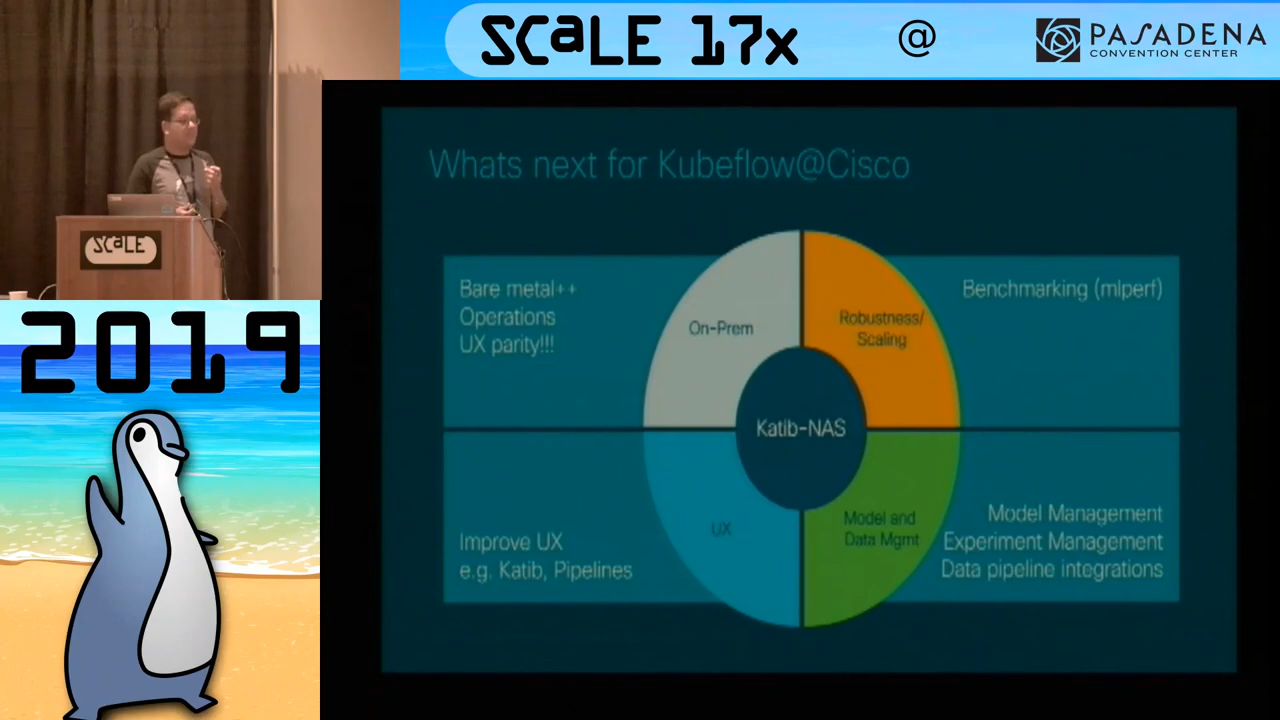 SCaLE 17x
@
PASADENA
CONVENTION CENTER
SCaLE
2019
Whats next for Kubeflow@Cisco
Bare metal++
Operations
UX parity!!!
On-Prem
Robustness/
Scaling
Benchmarking (mlperf)
Katib-NAS
Improve UX
e.g. Katib, Pipelines
UX
Model and
Data Mgmt
Model Management
Experiment Management
Data pipeline integrations